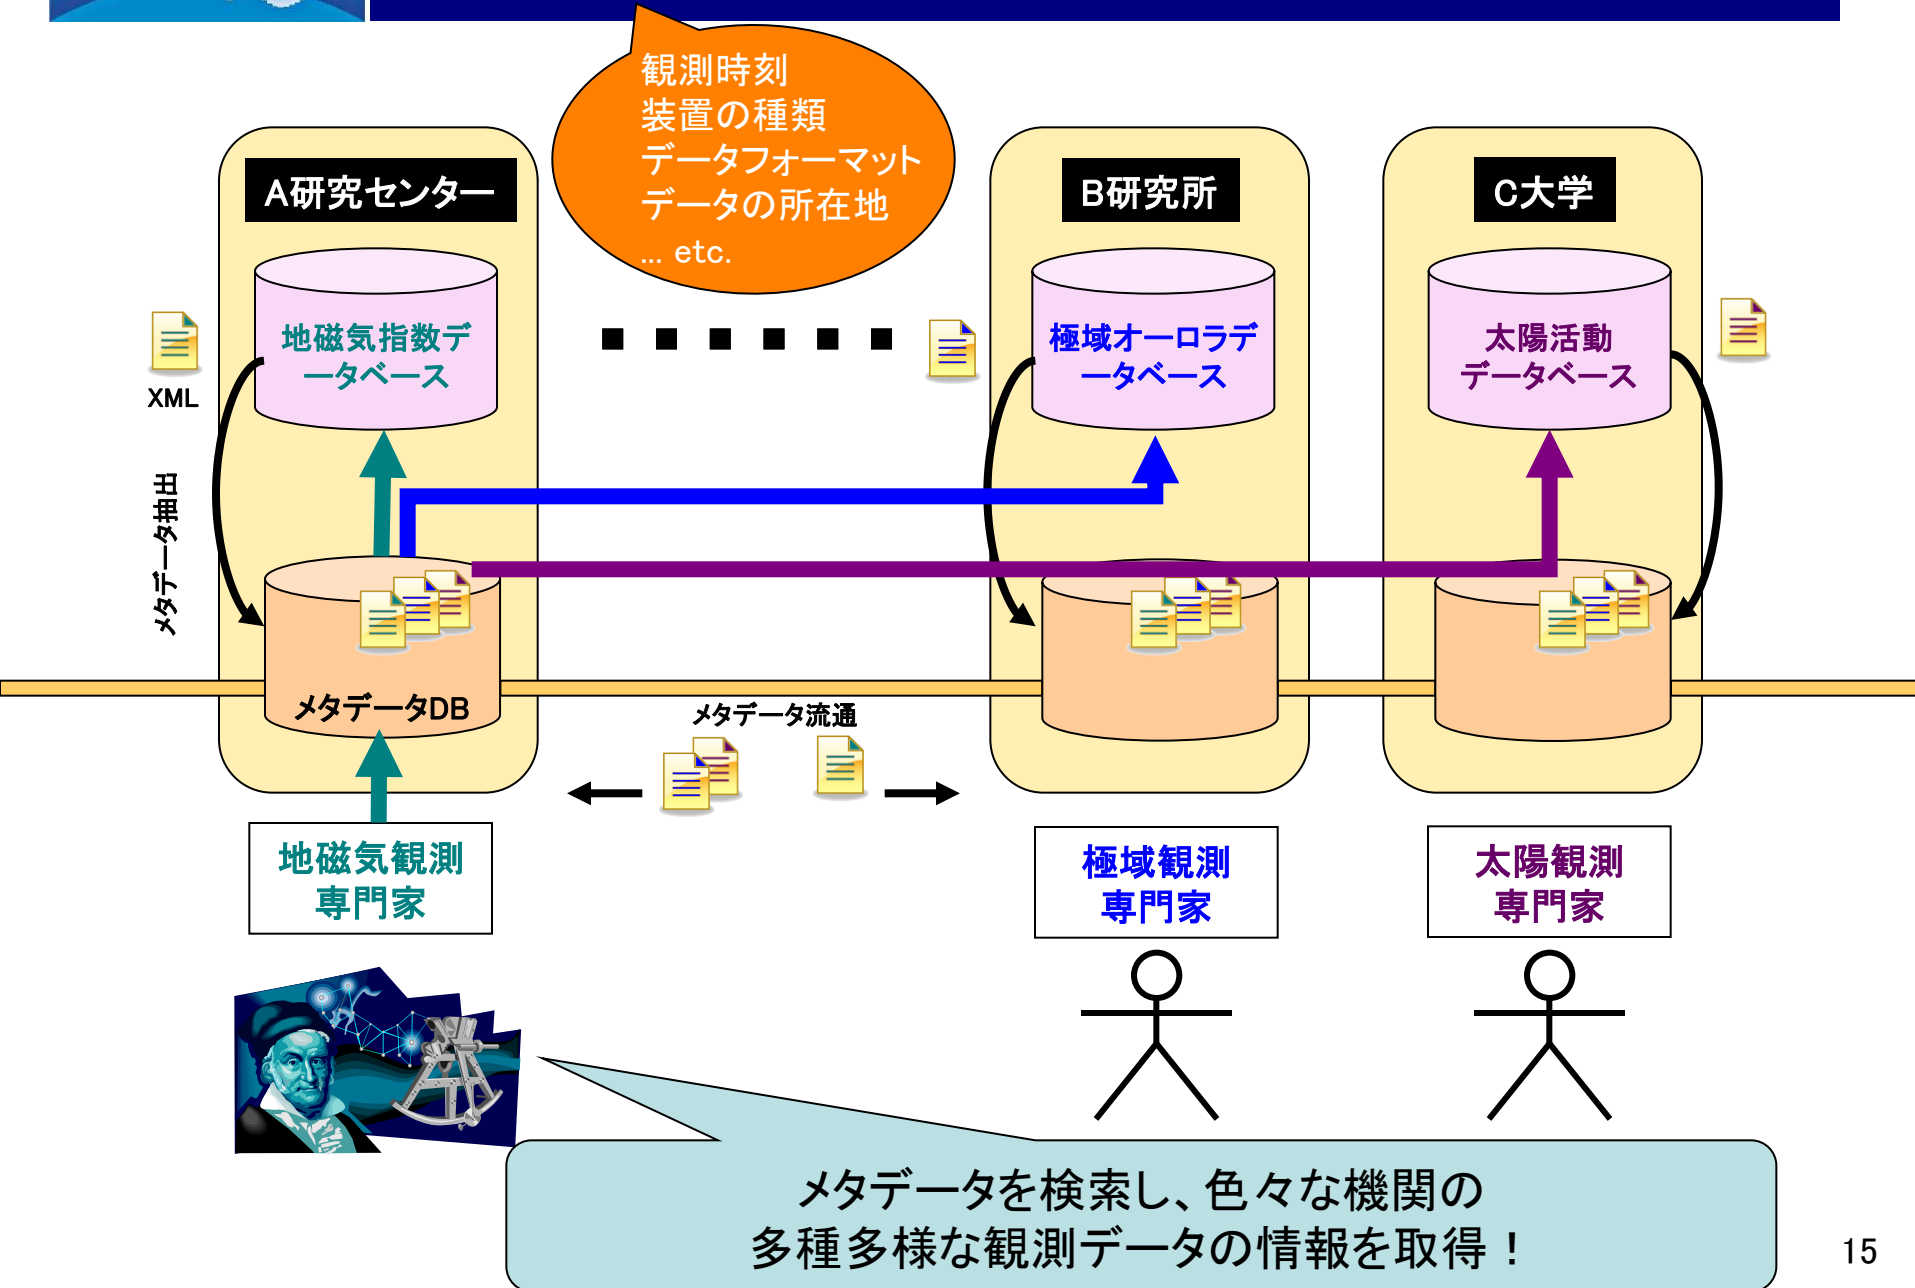 観測時刻
装置の種類
データフォーマット
データの所在地
... etc.
A研究センター
B研究所
C大学
地磁気指数デ
ータベース
極域オーロラデ
ータベース
太陽活動
データベース
XML
メタデータ抽出
メタデータDB
メタデータ流通
地磁気観測
専門家
極域観測
専門家
太陽観測
専門家
メタデータを検索し、色々な機関の
多種多様な観測データの情報を取得！
15